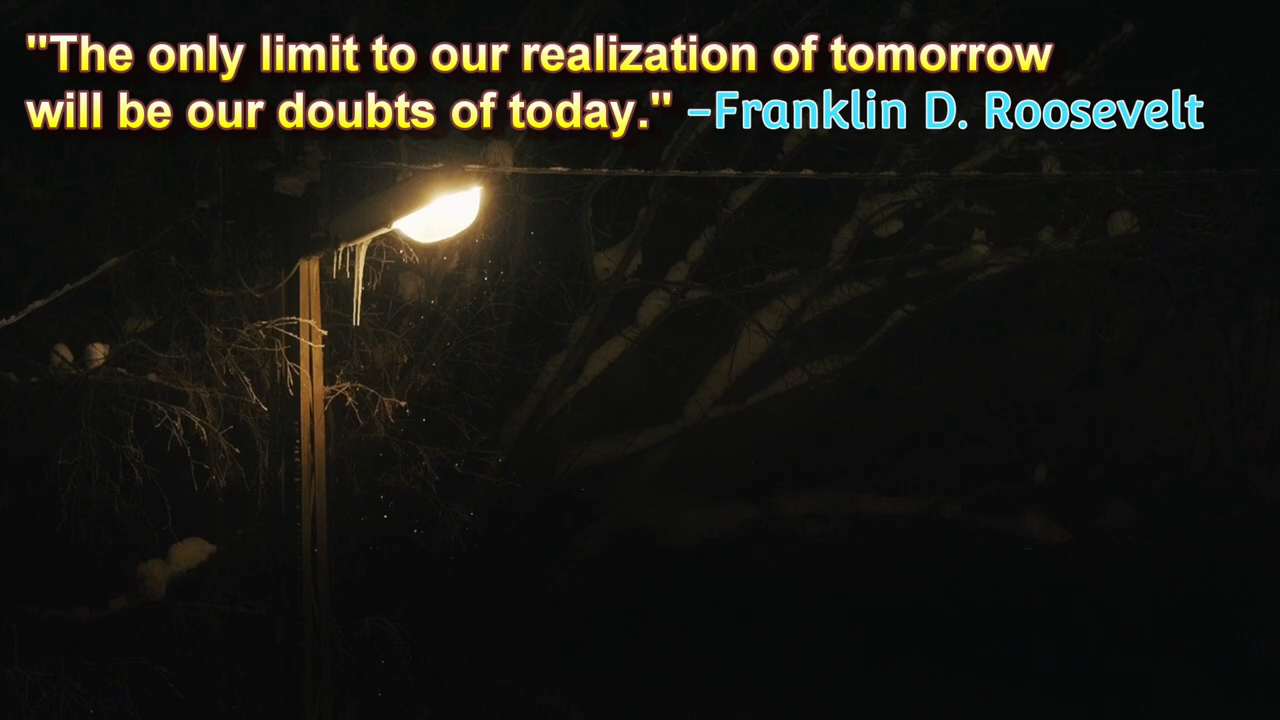 "The only limit to our realization of tomorrow
will be our doubts of today." –Franklin D. Roosevelt